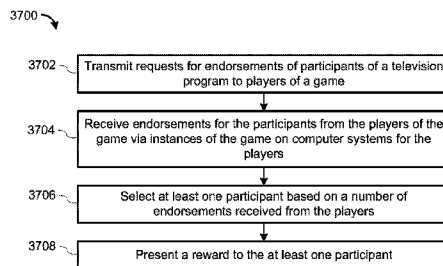 3700
3702
Transmit requests for endorsements of participants of a television
program to players of a game
3704
Receive endorsements for the participants from the players of the
game via instances of the game on computer systems for the
players
3706
Select at least one participant based on a number of
endorsements received from the players
3708
Present a reward to the at least one participant